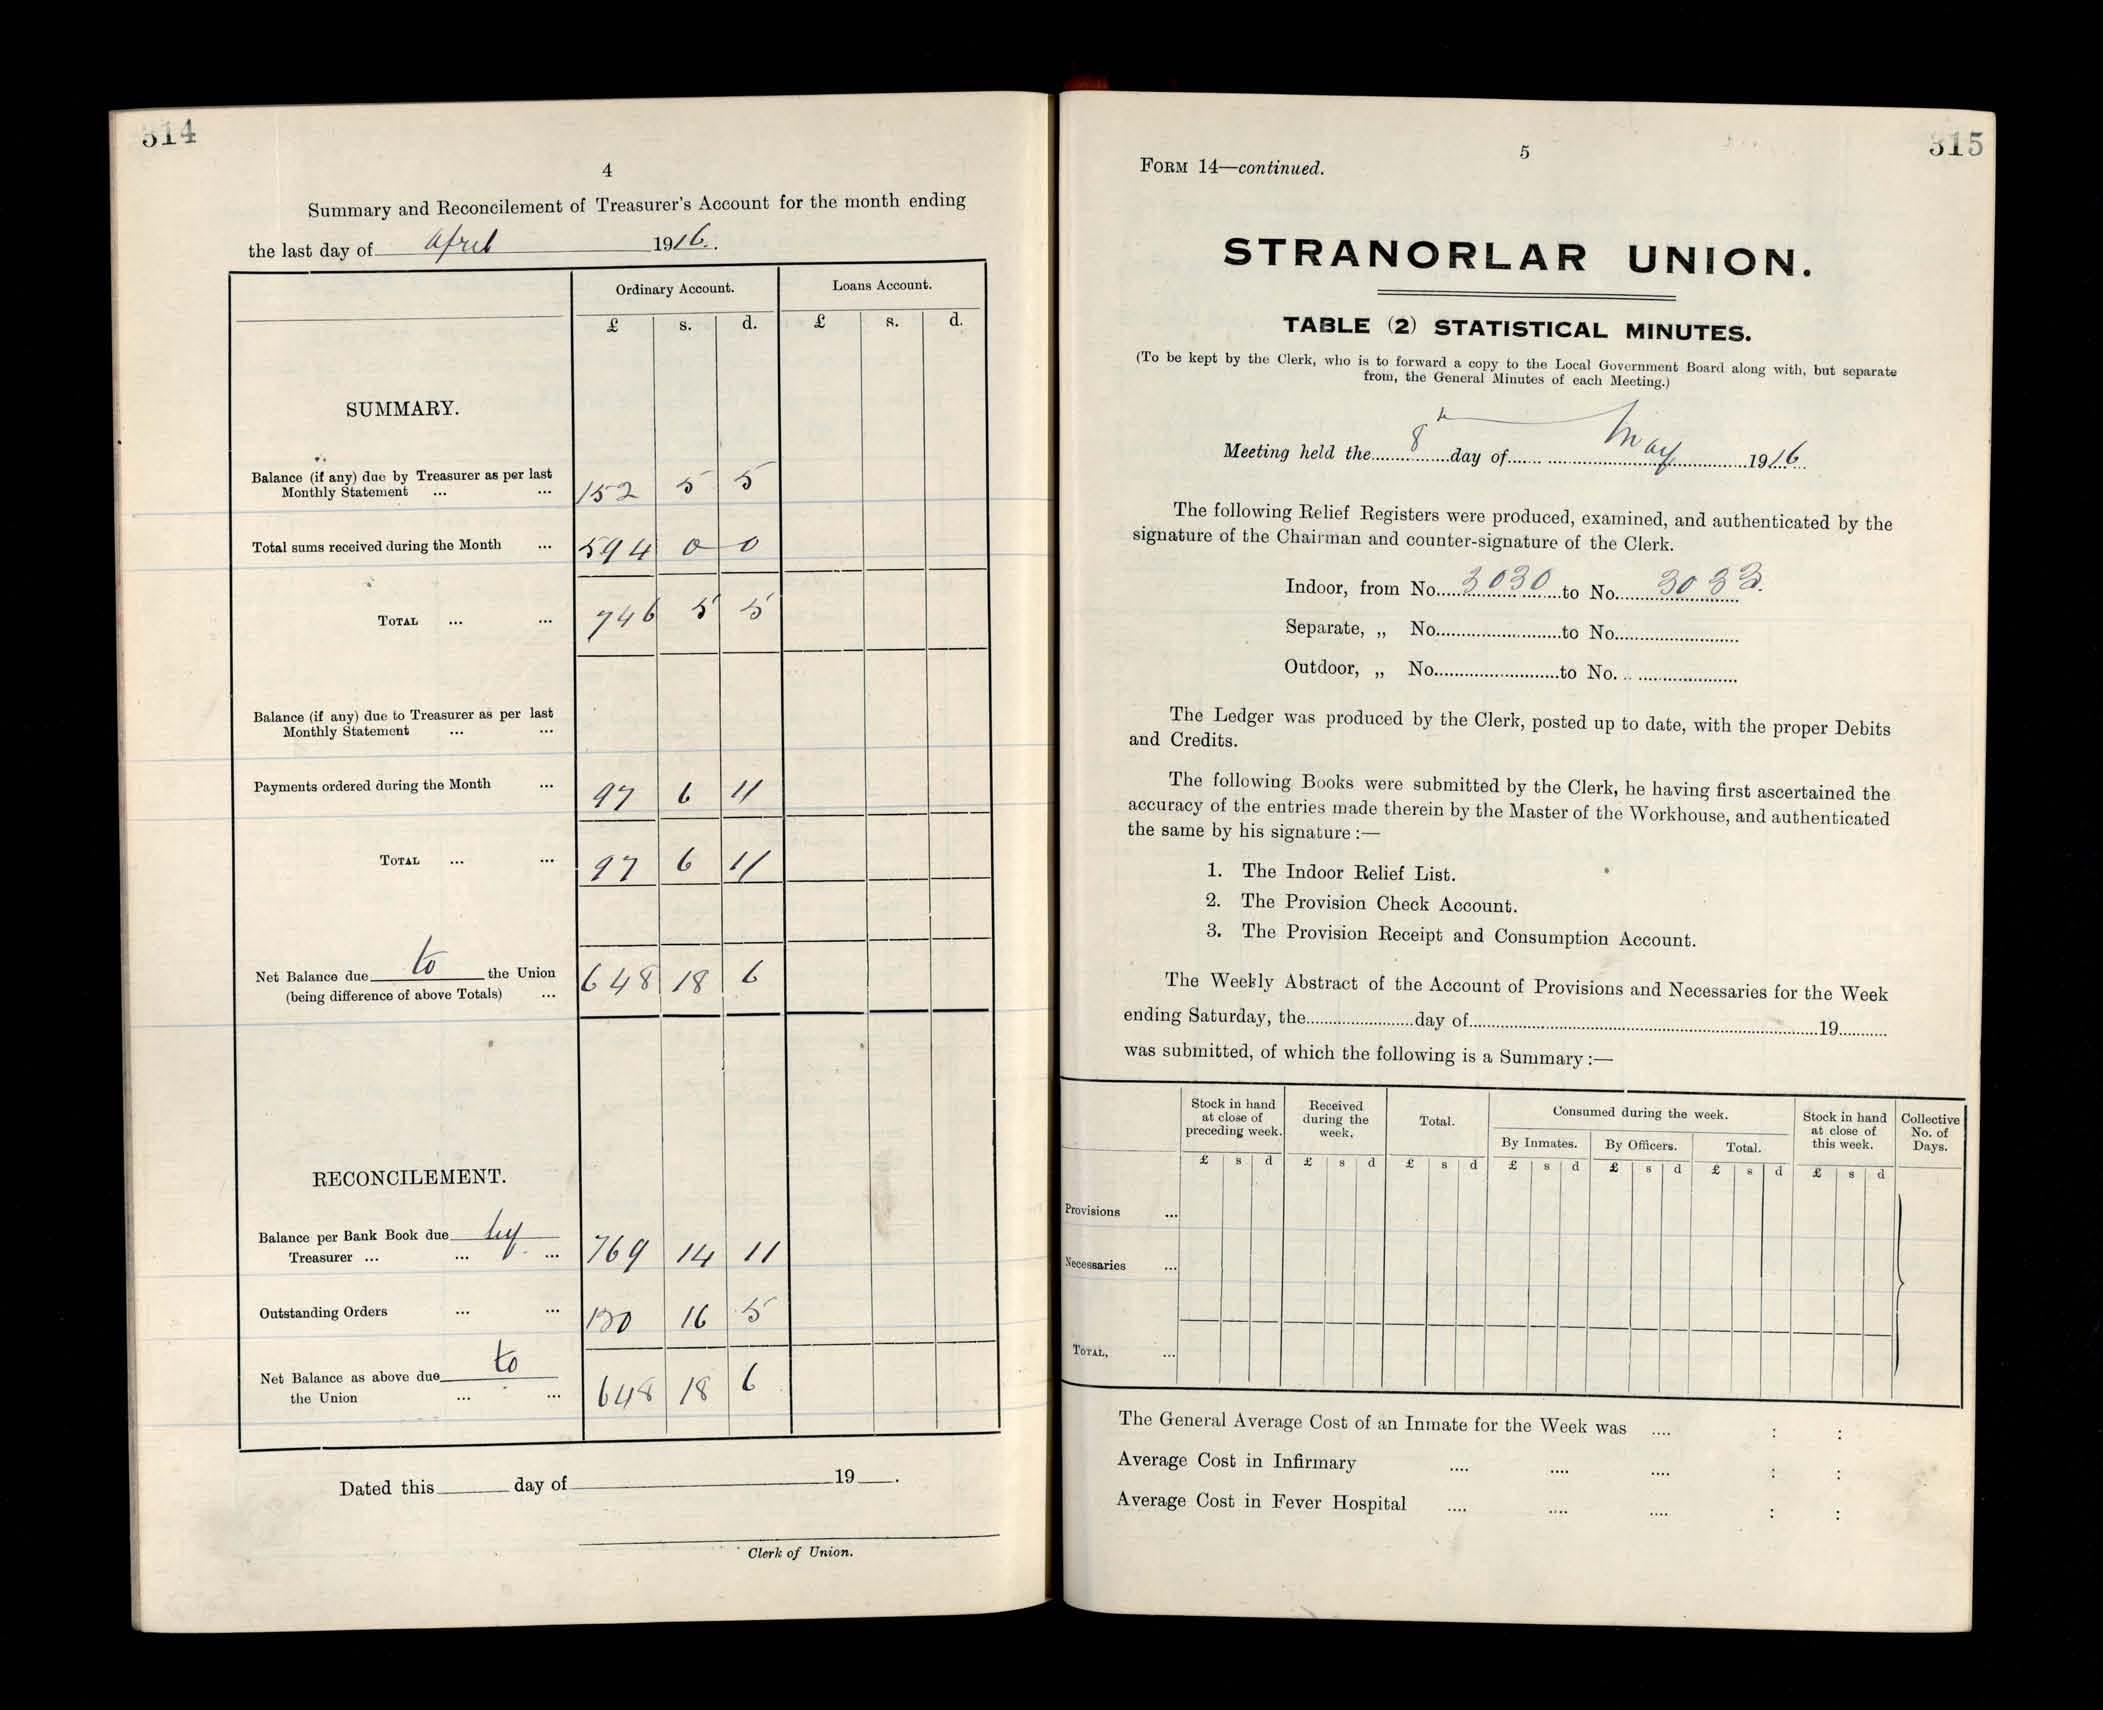 314
4
Summary and Reconcilement of Treasurer's Account for the month ending
the last day of April 1916.
Ordinary Account. Loans Account.
£ s. d. £ s. d.
SUMMARY.
Balance (if any) due by Treasurer as per last
Monthly Statement ... ... 152 5 5
Total sums received during the Month ... 594 0 0
TOTAL ... ... 746 5 5
Balance (if any) due to Treasurer as per last
Monthly Statement ... ...
Payments ordered during the Month ... 97 6 11
TOTAL ... ... 97 6 11
Net Balance due to the Union
(being difference of above Totals) ... 648 18 6
RECONCILEMENT.
Balance per Bank Book due by
Treasurer ... ... ... 769 14 11
Outstanding Orders ... ... 120 16 5
Net Balance as above due to
the Union ... ... 648 18 6
Dated this day of 19 .
Clerk of Union.
315
5
FORM 14—continued.
STRANORLAR UNION.
TABLE (2) STATISTICAL MINUTES.
(To be kept by the Clerk, who is to forward a copy to the Local Government Board along with, but separate
from, the General Minutes of each Meeting.)
Meeting held the 8th day of May 1916.
The following Relief Registers were produced, examined, and authenticated by the
signature of the Chairman and counter-signature of the Clerk.
Indoor, from No. 3030 to No. 3033.
Separate, „ No. to No.
Outdoor, „ No. to No.
The Ledger was produced by the Clerk, posted up to date, with the proper Debits
and Credits.
The following Books were submitted by the Clerk, he having first ascertained the
accuracy of the entries made therein by the Master of the Workhouse, and authenticated
the same by his signature :—
1. The Indoor Relief List.
2. The Provision Check Account.
3. The Provision Receipt and Consumption Account.
The Weekly Abstract of the Account of Provisions and Necessaries for the Week
ending Saturday, the day of 19
was submitted, of which the following is a Summary :—
Stock in hand at close of preceding week. Received during the week. Total. Consumed during the week. Stock in hand at close of this week. Collective No. of Days.
By Inmates. By Officers. Total.
£ s d £ s d £ s d £ s d £ s d £ s d £ s d
Provisions ...
Necessaries ...
TOTAL, ...
The General Average Cost of an Inmate for the Week was .... : :
Average Cost in Infirmary .... .... .... : :
Average Cost in Fever Hospital .... .... .... : :